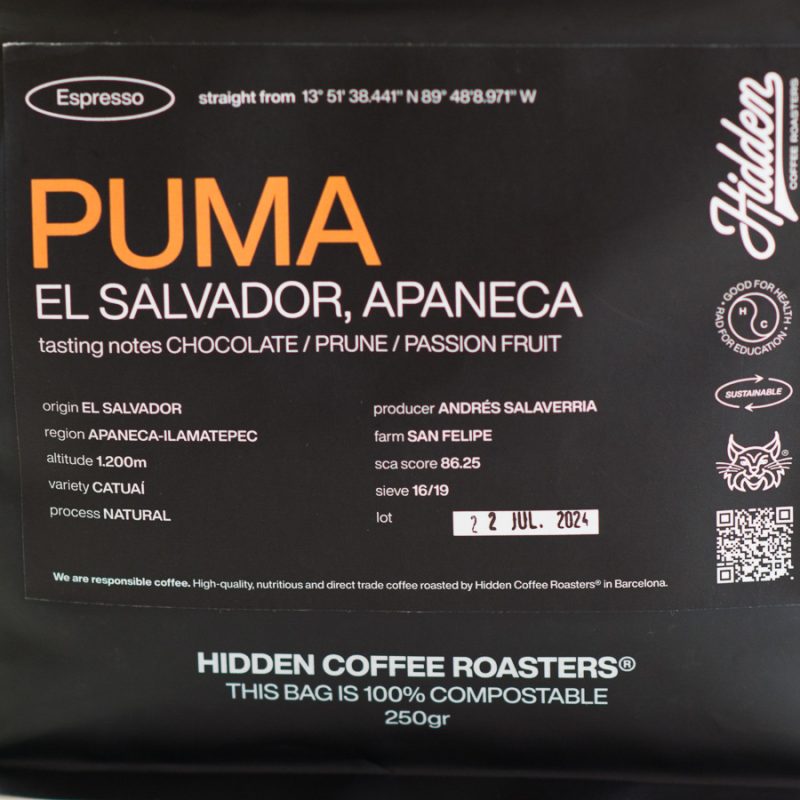 Espresso
straight from 13° 51' 38.441" N 89° 48'8.971" W
PUMA
EL SALVADOR, APANECA
tasting notes CHOCOLATE / PRUNE / PASSION FRUIT
origin EL SALVADOR
region APANECA-ILAMATEPEC
altitude 1.200m
variety CATUAÍ
process NATURAL
producer ANDRÉS SALAVERRIA
farm SAN FELIPE
sca score 86.25
sieve 16/19
lot 22 JUL. 2024
We are responsible coffee. High-quality, nutritious and direct trade coffee roasted by Hidden Coffee Roasters® in Barcelona.
Hidden
COFFEE ROASTERS
GOOD FOR HEALTH • RAD FOR EDUCATION •
H C
SUSTAINABLE
®
HIDDEN COFFEE ROASTERS®
THIS BAG IS 100% COMPOSTABLE
250gr